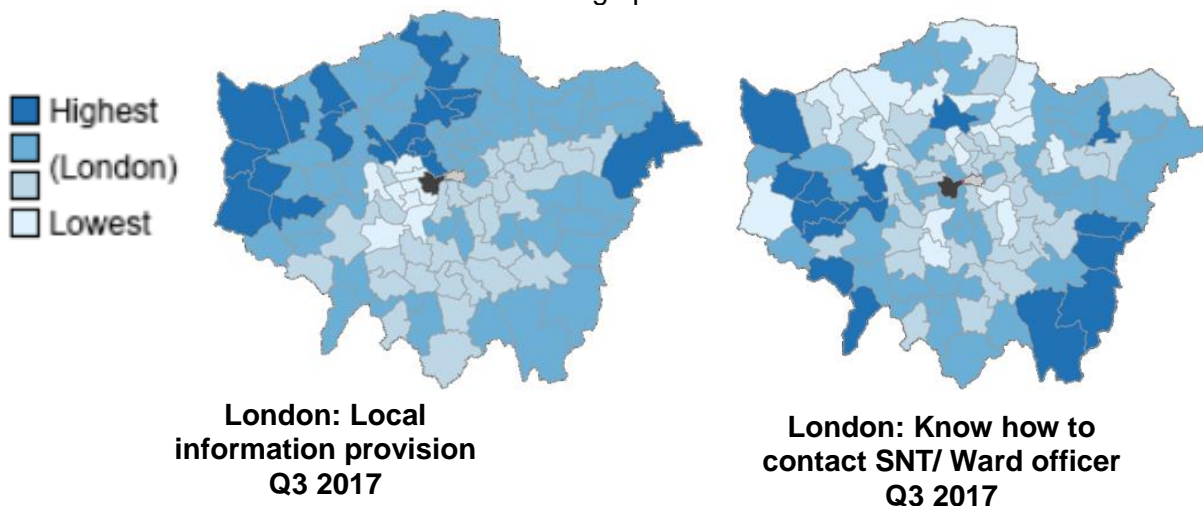 Highest
(London)
Lowest
London: Local
information provision
Q3 2017
London: Know how to
contact SNT/ Ward officer
Q3 2017